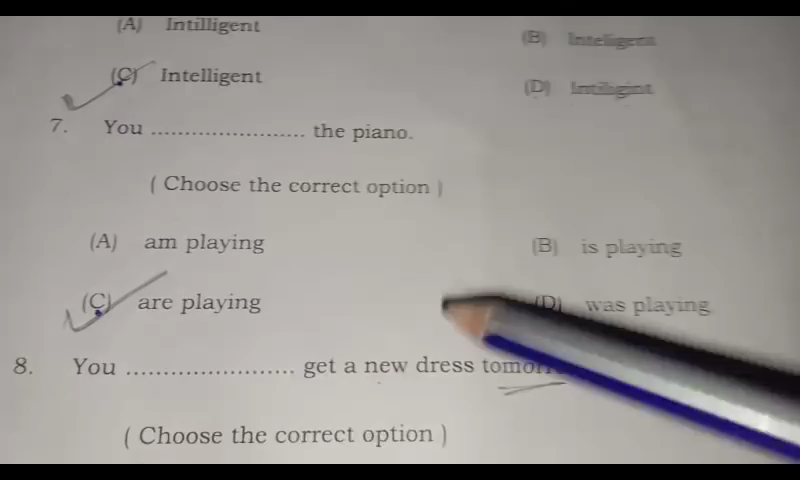 (A) Intilligent (B) Inteligent
(C) Intelligent (D)
7. You ....................... the piano.
( Choose the correct option )
(A) am playing (B) is playing
(C) are playing (D) was playing
8. You ....................... get a new dress
( Choose the correct option )